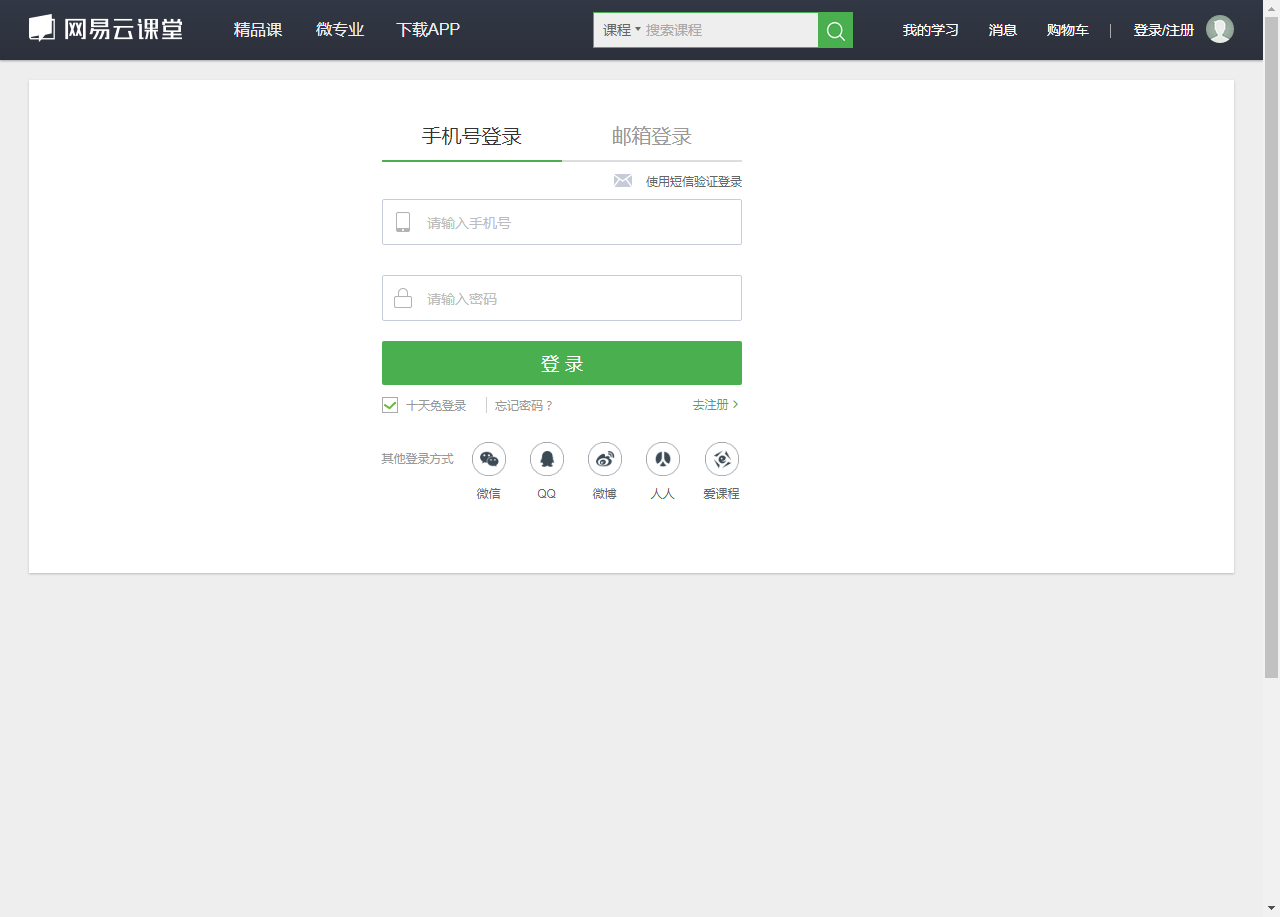 网易云课堂 精品课 微专业 下载APP 课程 搜索课程 我的学习 消息 购物车 | 登录/注册
手机号登录 邮箱登录
使用短信验证登录
请输入手机号
请输入密码
登 录
十天免登录 忘记密码？ 去注册
其他登录方式
微信 QQ 微博 人人 爱课程